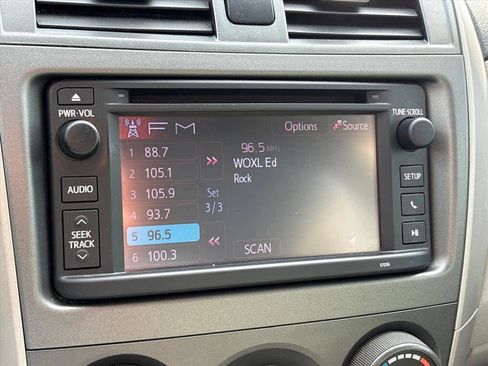 PWR·VOL
AUDIO
SEEK
TRACK
FM
Options
Source
1 88.7
2 105.1
3 105.9
4 93.7
5 96.5
6 100.3
Set
3/3
96.5 MHz
WOXL Ed
Rock
SCAN
TUNE·SCROLL
SETUP